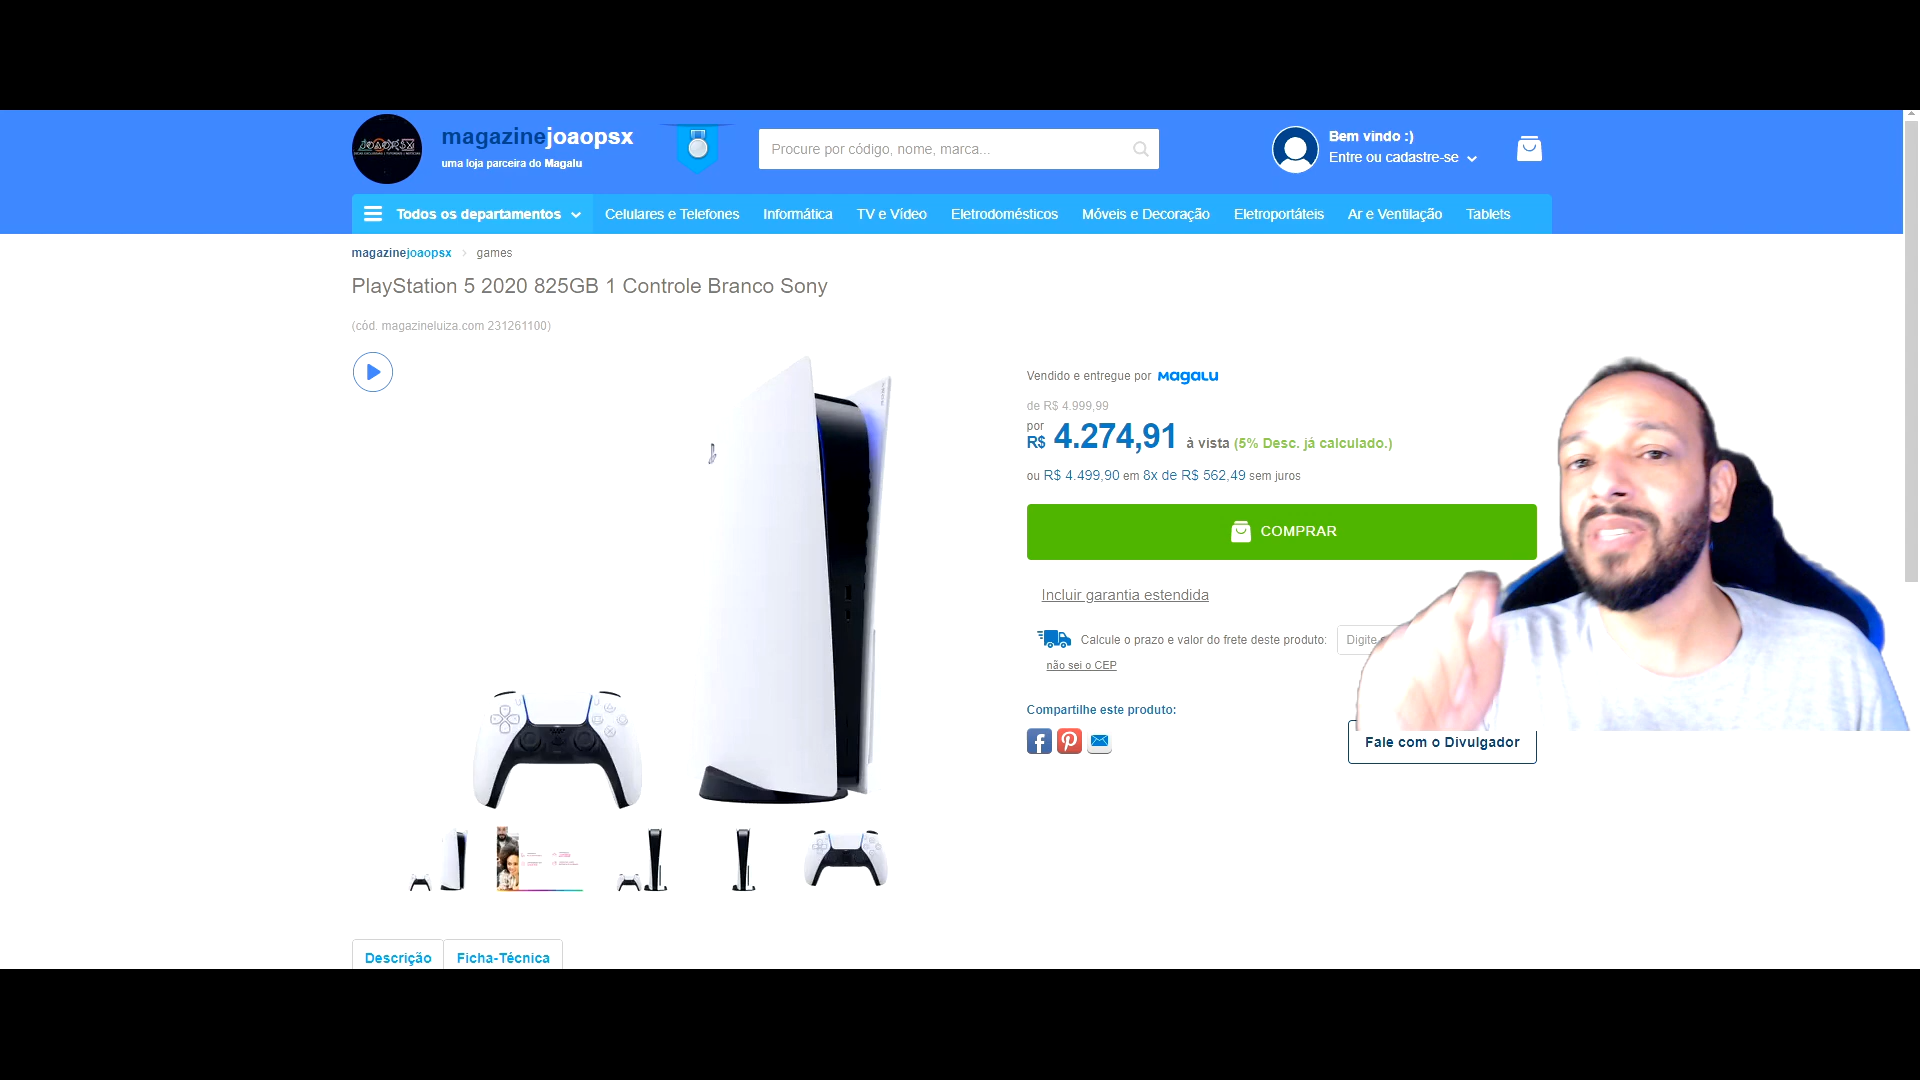 magazinejoaopsx
uma loja parceira do Magalu
JOAOPSX
Procure por código, nome, marca...
Bem vindo :)
Entre ou cadastre-se
Todos os departamentos
Celulares e Telefones
Informática
TV e Vídeo
Eletrodomésticos
Móveis e Decoração
Eletroportáteis
Ar e Ventilação
Tablets
magazinejoaopsx > games
PlayStation 5 2020 825GB 1 Controle Branco Sony
(cód. magazineluiza.com 231261100)
Vendido e entregue por Magalu
de R$ 4.999,99
por
R$ 4.274,91 à vista (5% Desc. já calculado.)
ou R$ 4.499,90 em 8x de R$ 562,49 sem juros
COMPRAR
Incluir garantia estendida
Calcule o prazo e valor do frete deste produto:
Digite
não sei o CEP
Compartilhe este produto:
Fale com o Divulgador
Descrição
Ficha-Técnica